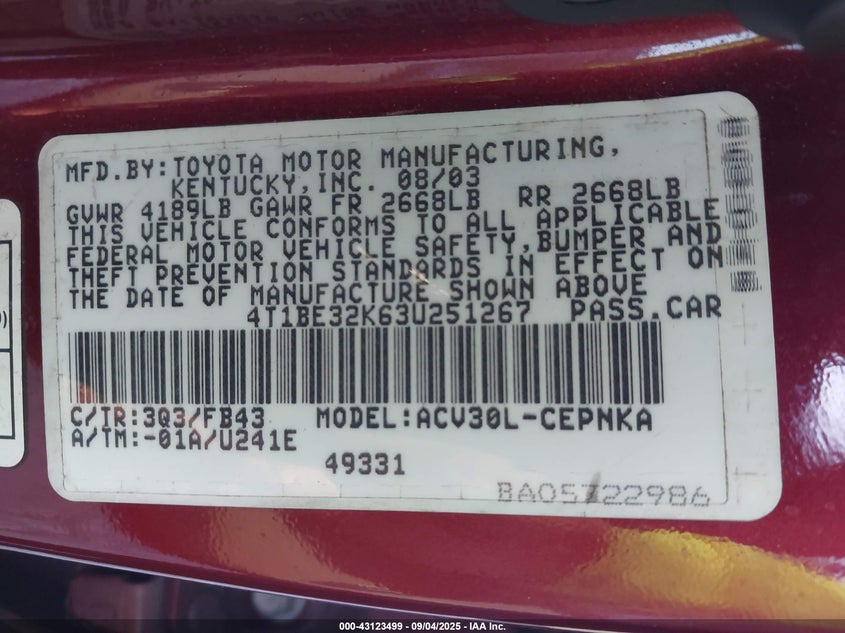 MFD.BY:TOYOTA MOTOR MANUFACTURING,
KENTUCKY,INC. 08/03
GVWR 4189LB GAWR FR 2668LB RR 2668LB
THIS VEHICLE CONFORMS TO ALL APPLICABLE
FEDERAL MOTOR VEHICLE SAFETY,BUMPER AND
THEFT PREVENTION STANDARDS IN EFFECT ON
THE DATE OF MANUFACTURE SHOWN ABOVE
4T1BE32K63U251267 PASS.CAR
C/TR:3Q3/FB43 MODEL:ACV30L-CEPNKA
A/TM:-01A/U241E
49331
BA05722986
000-43123499 - 09/04/2025 - IAA Inc.